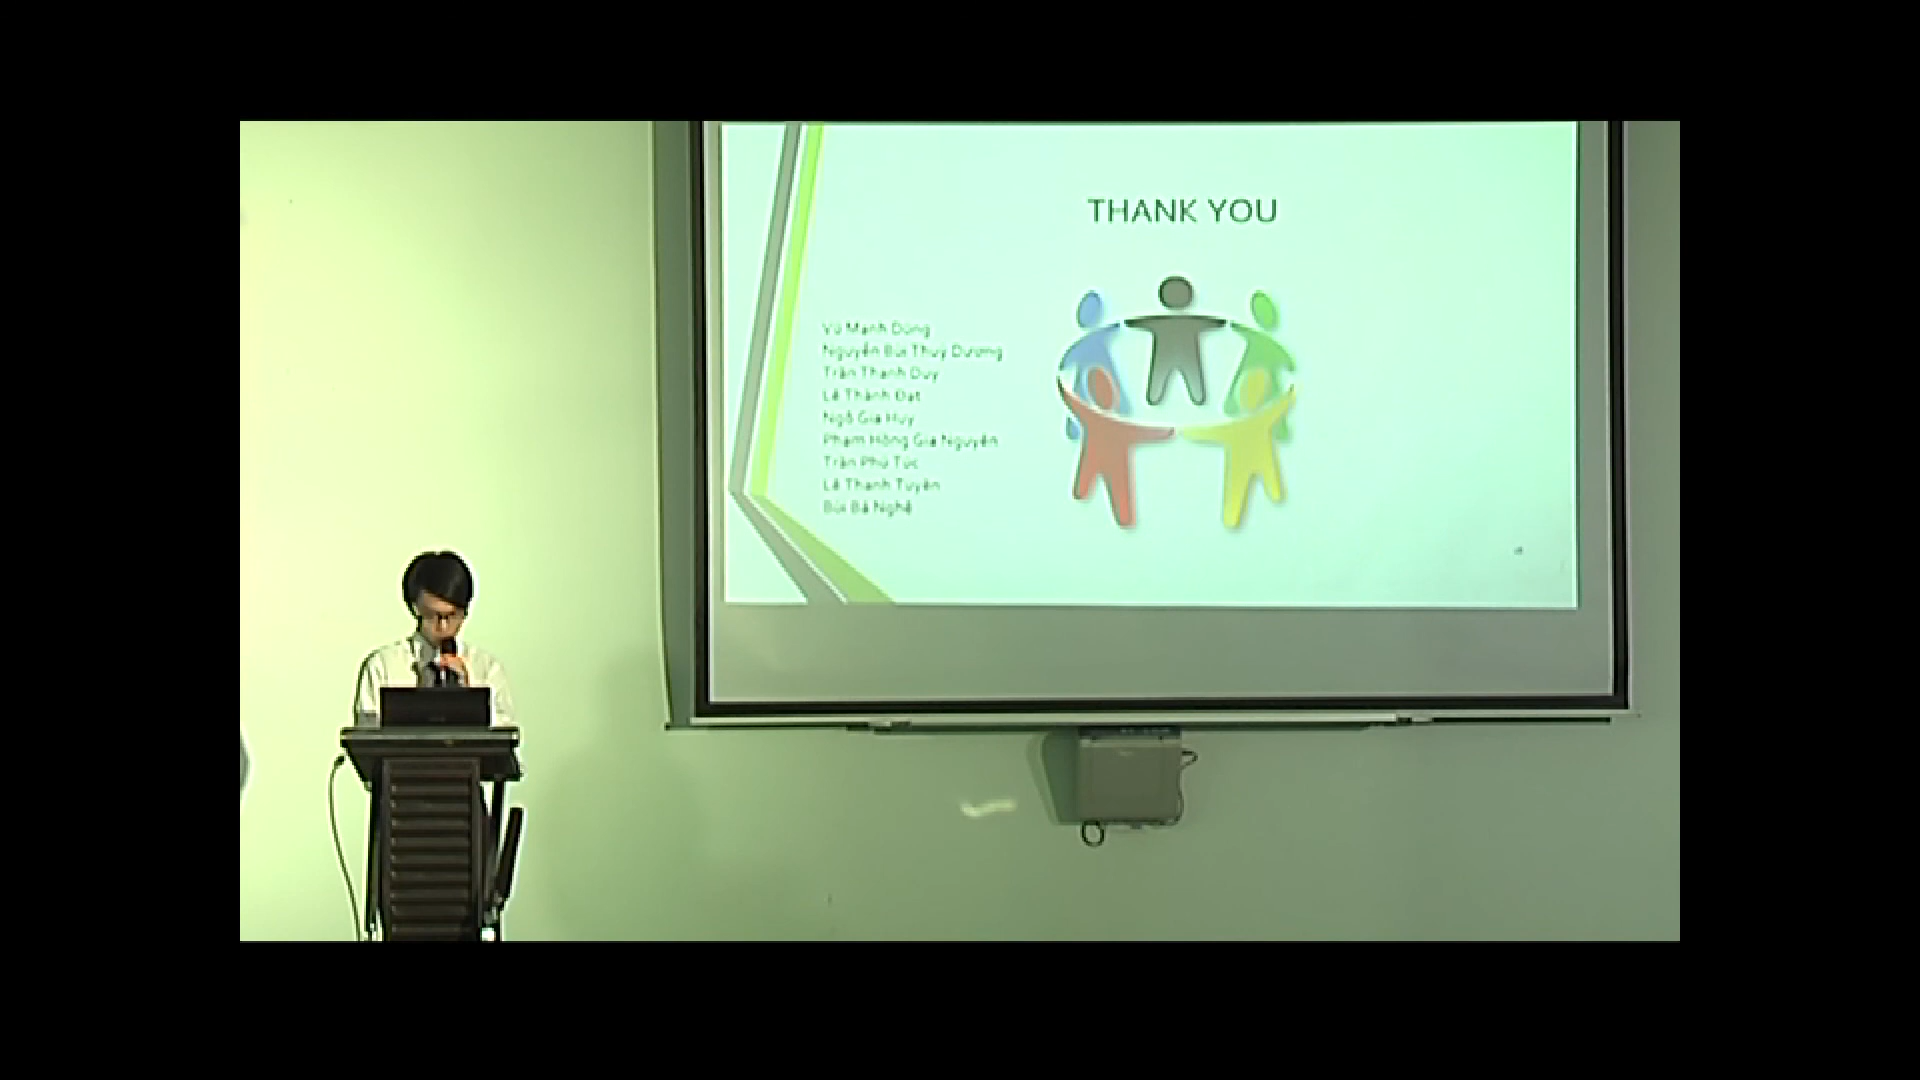 THANK YOU
Vũ Mạnh Dũng
Nguyễn Bùi Thuỳ Dương
Trần Thanh Duy
Lê Thành Đạt
Ngô Gia Huy
Phạm Hồng Gia Nguyên
Trần Phú Túc
Lê Thanh Tuyền
Bùi Bá Nghệ